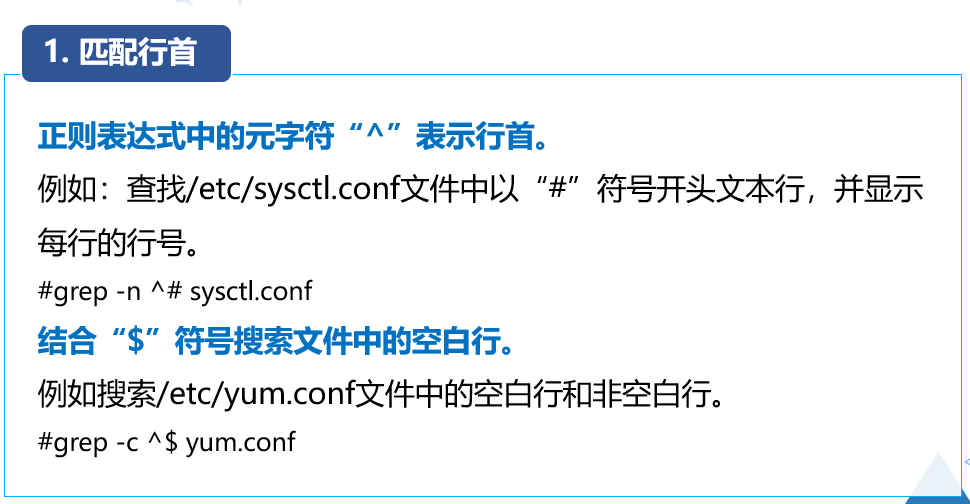 1. 匹配行首
正则表达式中的元字符“^”表示行首。
例如：查找/etc/sysctl.conf文件中以“#”符号开头文本行，并显示
每行的行号。
#grep -n ^# sysctl.conf
结合“$”符号搜索文件中的空白行。
例如搜索/etc/yum.conf文件中的空白行和非空白行。
#grep -c ^$ yum.conf